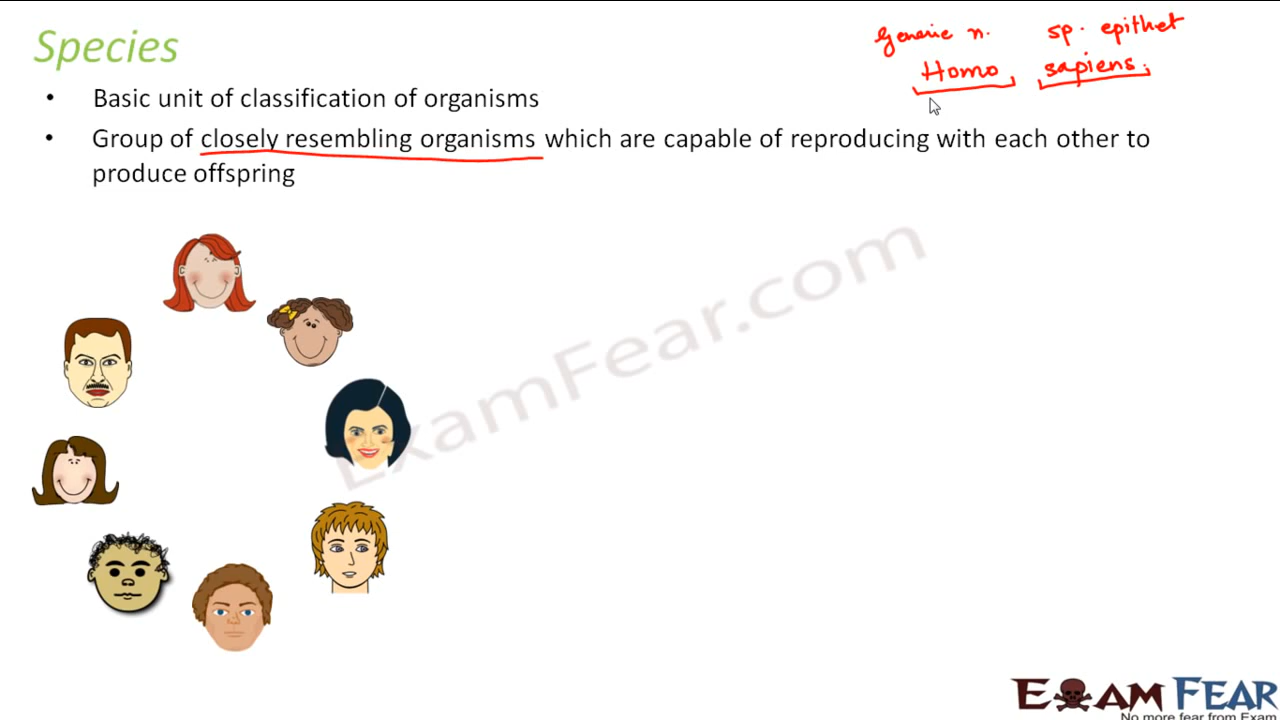 Species
Generic n. sp. epithet
Homo sapiens.
• Basic unit of classification of organisms
• Group of closely resembling organisms which are capable of reproducing with each other to
produce offspring
ExamFear.com
EXAM FEAR
No more fear from Exam